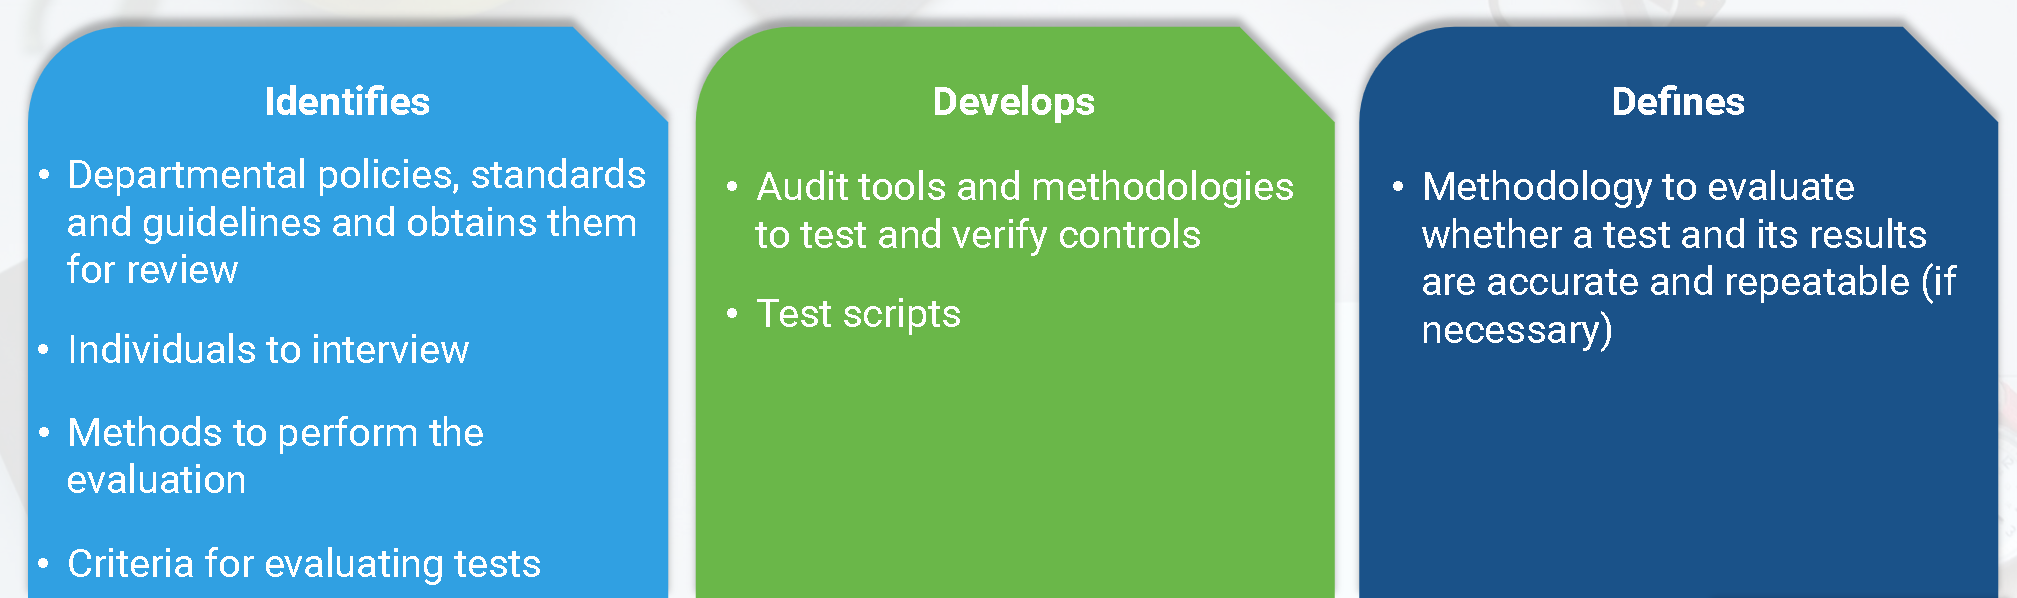 Identifies
• Departmental policies, standards
and guidelines and obtains them
for review
• Individuals to interview
• Methods to perform the
evaluation
• Criteria for evaluating tests
Develops
• Audit tools and methodologies
to test and verify controls
• Test scripts
Defines
• Methodology to evaluate
whether a test and its results
are accurate and repeatable (if
necessary)